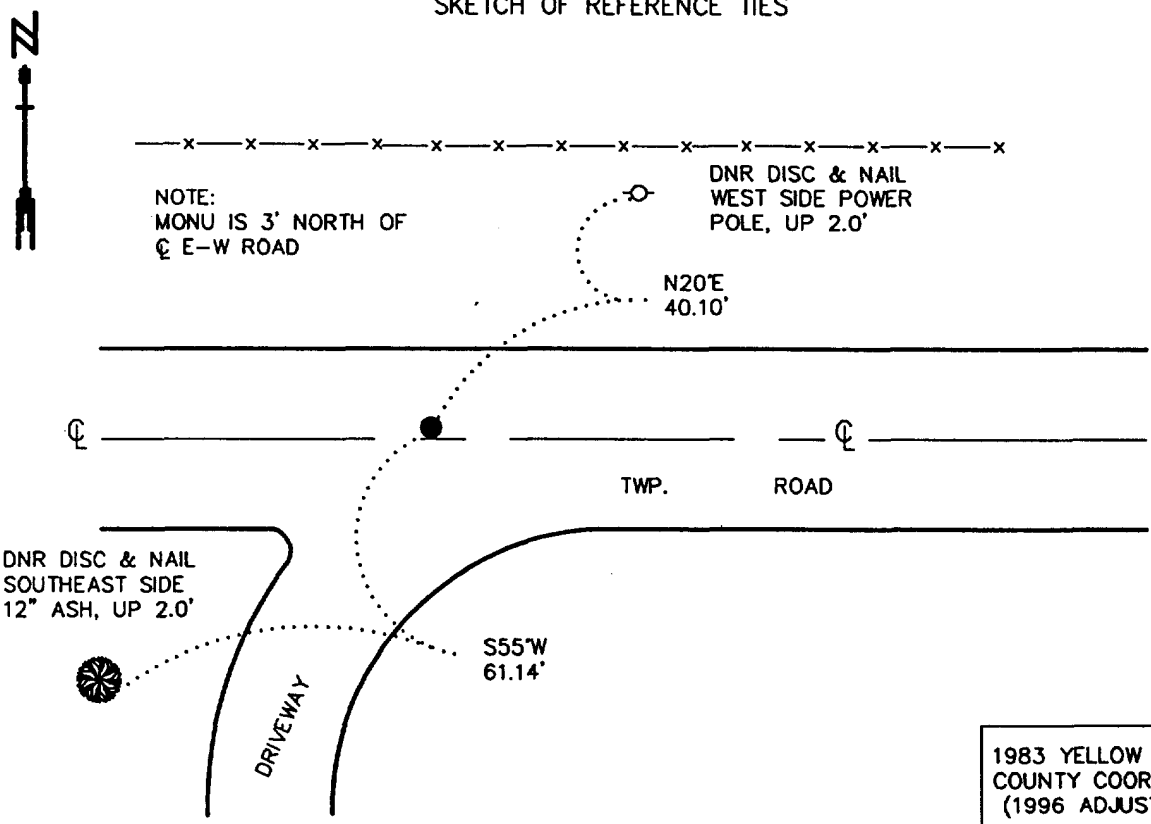 SKETCH OF REFERENCE TIES
N
DNR DISC & NAIL
WEST SIDE POWER
POLE, UP 2.0'
NOTE:
MONU IS 3' NORTH OF
℄ E-W ROAD
N20°E
40.10'
℄
℄
TWP. ROAD
DNR DISC & NAIL
SOUTHEAST SIDE
12" ASH, UP 2.0'
S55°W
61.14'
DRIVEWAY
1983 YELLOW
COUNTY COOR
(1996 ADJUST